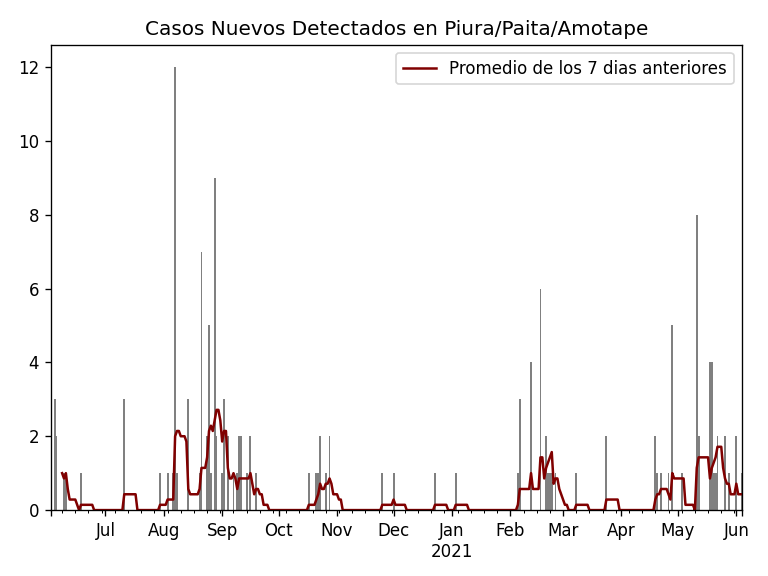 Casos Nuevos Detectados en Piura/Paita/Amotape
Promedio de los 7 dias anteriores
12
10
8
6
4
2
0
Jul Aug Sep Oct Nov Dec Jan Feb Mar Apr May Jun
2021